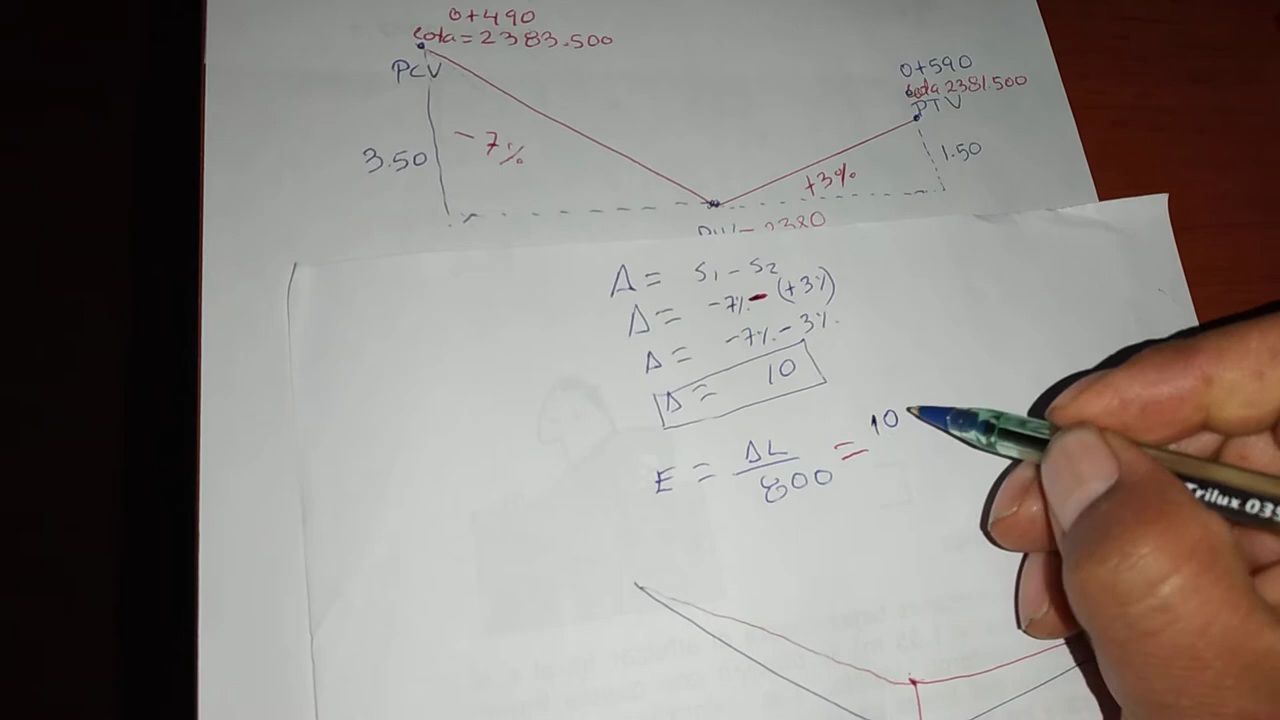 0+490
cota=2383.500
PCV
0+590
cota 2381.500
PTV
3.50
-7%
+3%
1.50
2380
Δ = S1 - S2
Δ = -7% - (+3%)
Δ = -7% - 3%
Δ = 10
E = ΔL/800 = 10
Trilux 035